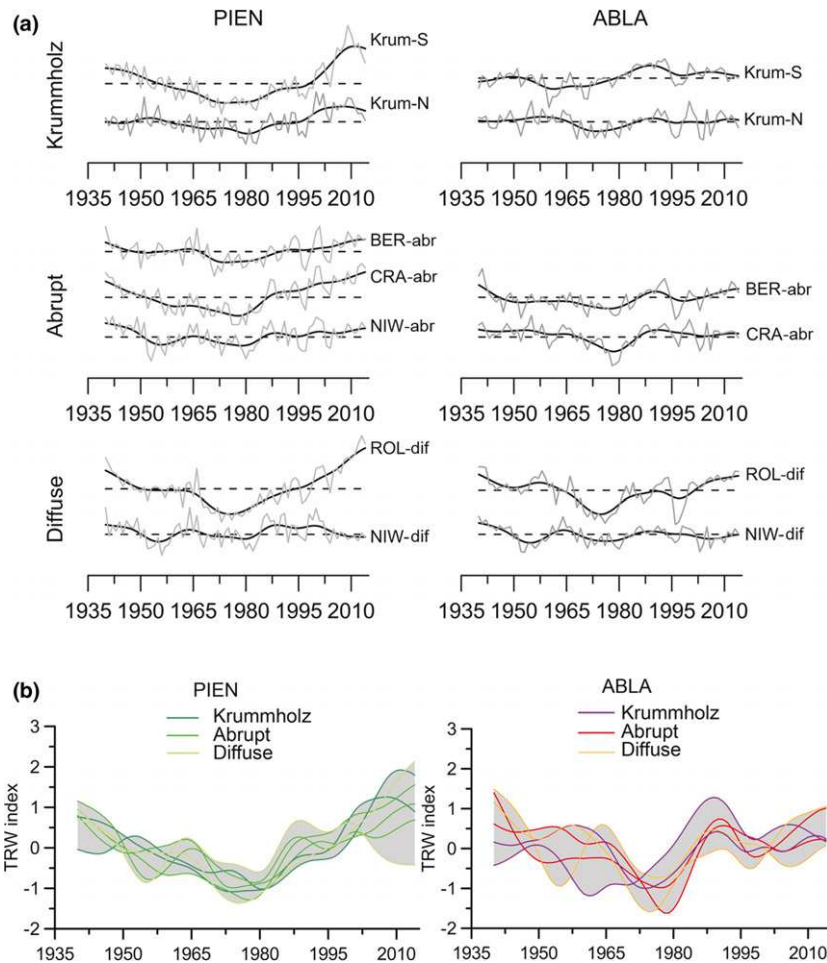 (a)
PIEN
ABLA
Krummholz
Krum-S
Krum-N
Krum-S
Krum-N
1935 1950 1965 1980 1995 2010
1935 1950 1965 1980 1995 2010
Abrupt
BER-abr
CRA-abr
NIW-abr
BER-abr
CRA-abr
1935 1950 1965 1980 1995 2010
1935 1950 1965 1980 1995 2010
Diffuse
ROL-dif
NIW-dif
ROL-dif
NIW-dif
1935 1950 1965 1980 1995 2010
1935 1950 1965 1980 1995 2010
(b)
PIEN
Krummholz
Abrupt
Diffuse
TRW index
3
2
1
0
-1
-2
1935 1950 1965 1980 1995 2010
ABLA
Krummholz
Abrupt
Diffuse
TRW index
3
2
1
0
-1
-2
1935 1950 1965 1980 1995 2010